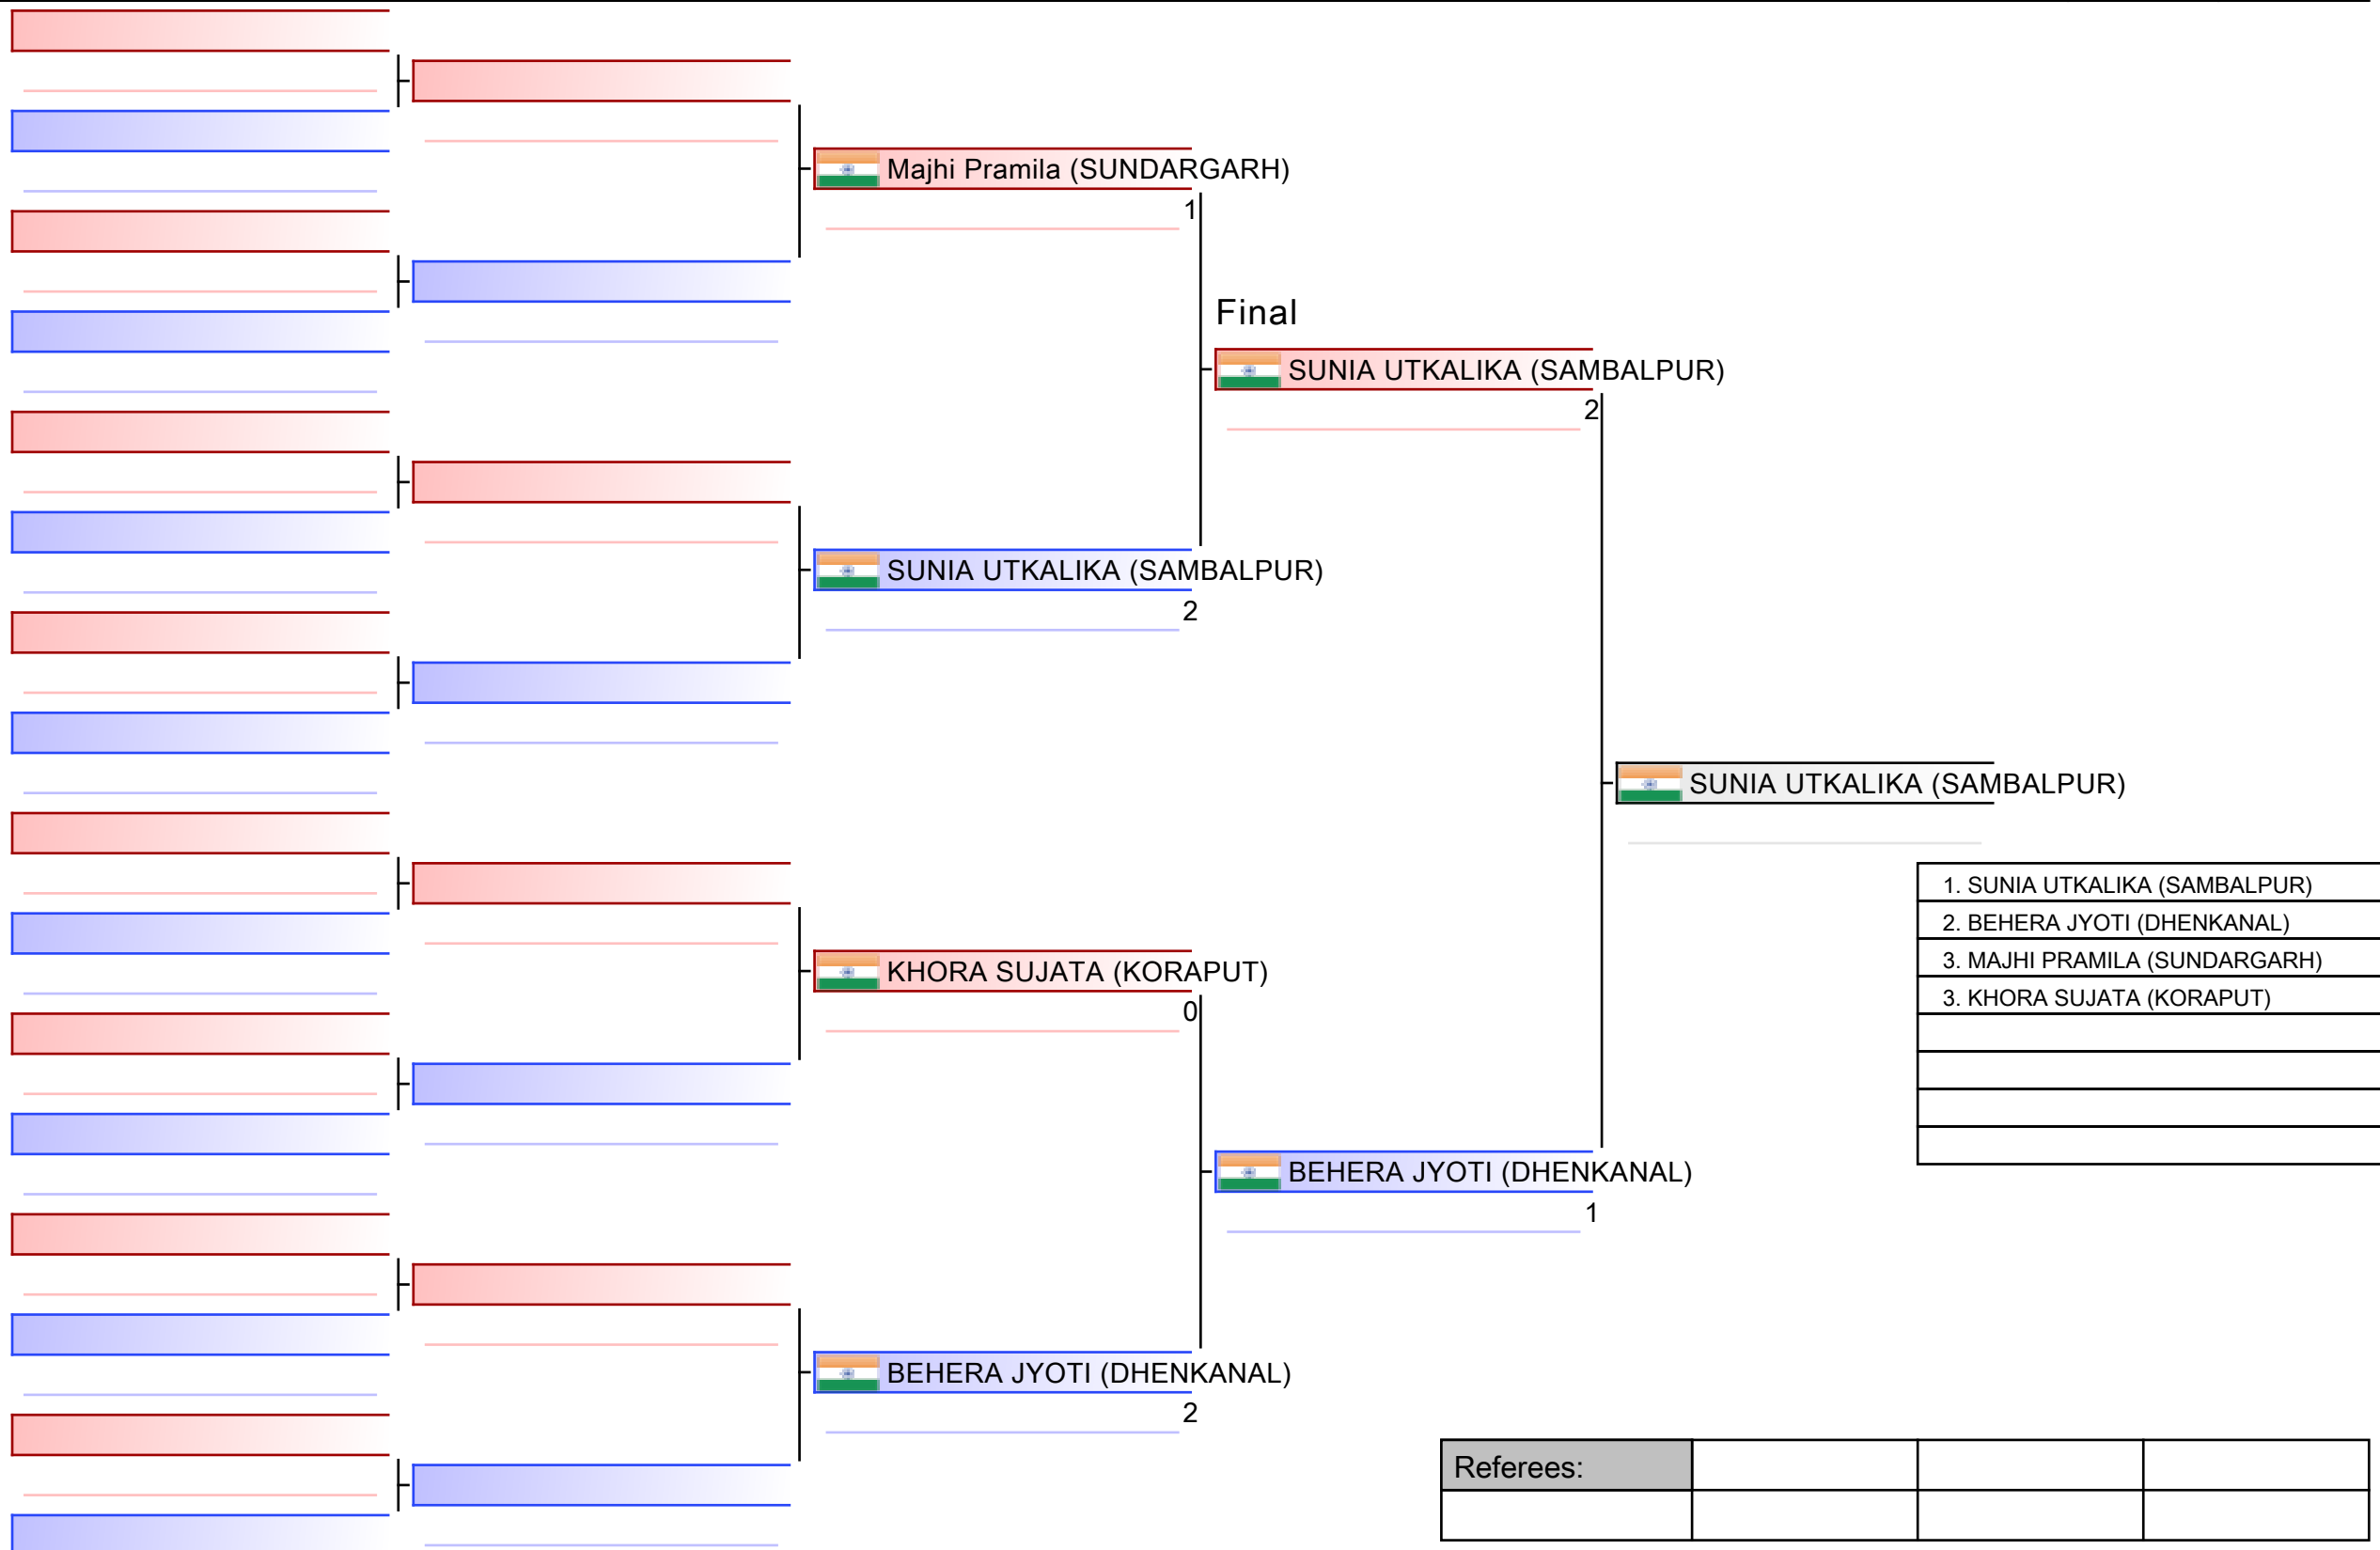 Majhi Pramila (SUNDARGARH)
1
Final
SUNIA UTKALIKA (SAMBALPUR)
2
SUNIA UTKALIKA (SAMBALPUR)
2
SUNIA UTKALIKA (SAMBALPUR)
1. SUNIA UTKALIKA (SAMBALPUR)
2. BEHERA JYOTI (DHENKANAL)
3. MAJHI PRAMILA (SUNDARGARH)
3. KHORA SUJATA (KORAPUT)
KHORA SUJATA (KORAPUT)
0
BEHERA JYOTI (DHENKANAL)
1
BEHERA JYOTI (DHENKANAL)
2
Referees: